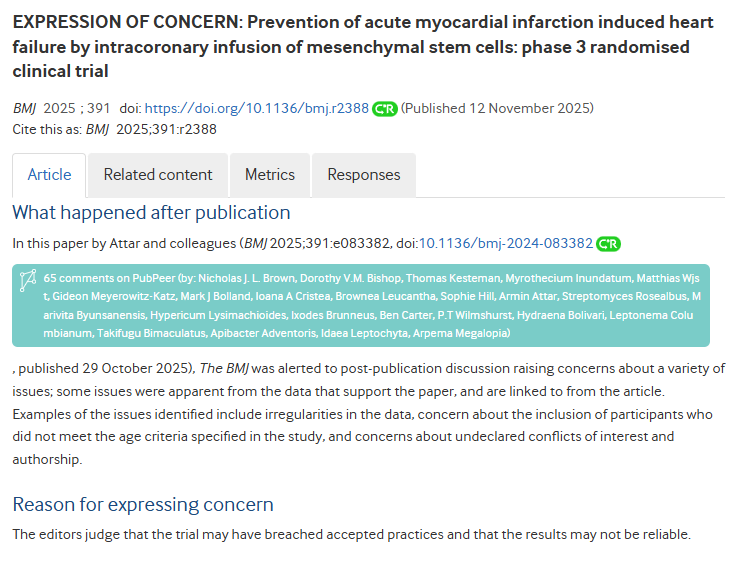 EXPRESSION OF CONCERN: Prevention of acute myocardial infarction induced heart
failure by intracoronary infusion of mesenchymal stem cells: phase 3 randomised
clinical trial
BMJ 2025 ; 391 doi: https://doi.org/10.1136/bmj.r2388 (Published 12 November 2025)
Cite this as: BMJ 2025;391:r2388
Article Related content Metrics Responses
What happened after publication
In this paper by Attar and colleagues (BMJ 2025;391:e083382, doi:10.1136/bmj-2024-083382
65 comments on PubPeer (by: Nicholas J. L. Brown, Dorothy V.M. Bishop, Thomas Kesteman, Myrothecium Inundatum, Matthias Wjs
t, Gideon Meyerowitz-Katz, Mark J Bolland, Ioana A Cristea, Brownea Leucantha, Sophie Hill, Armin Attar, Streptomyces Rosealbus, M
arivita Byunsanensis, Hypericum Lysimachioides, Ixodes Brunneus, Ben Carter, P.T Wilmshurst, Hydraena Bolivari, Leptonema Colu
mbianum, Takifugu Bimaculatus, Apibacter Adventoris, Idaea Leptochyta, Arpema Megalopia)
, published 29 October 2025), The BMJ was alerted to post-publication discussion raising concerns about a variety of
issues; some issues were apparent from the data that support the paper, and are linked to from the article.
Examples of the issues identified include irregularities in the data, concern about the inclusion of participants who
did not meet the age criteria specified in the study, and concerns about undeclared conflicts of interest and
authorship.
Reason for expressing concern
The editors judge that the trial may have breached accepted practices and that the results may not be reliable.